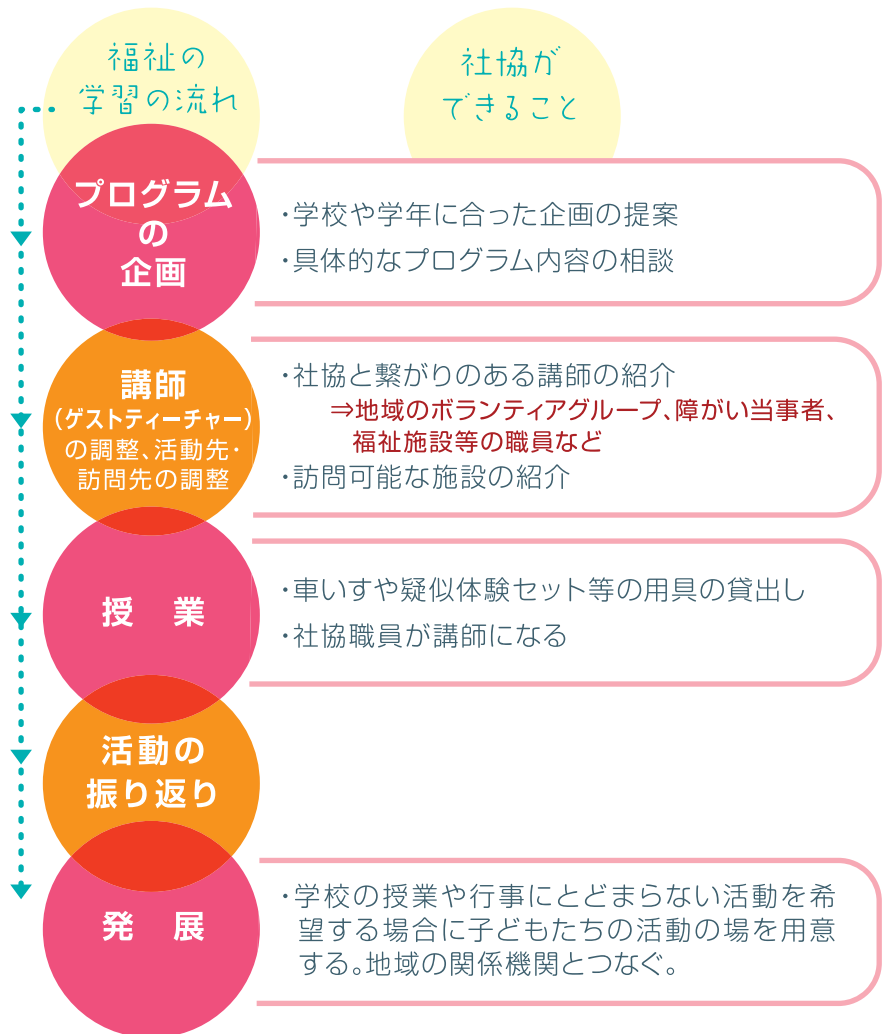 福祉の
学習の流れ
社協が
できること
プログラム
の
企画
・学校や学年に合った企画の提案
・具体的なプログラム内容の相談
講師
(ゲストティーチャー)
の調整、活動先・
訪問先の調整
・社協と繋がりのある講師の紹介
⇒地域のボランティアグループ、障がい当事者、
福祉施設等の職員など
・訪問可能な施設の紹介
授　業
・車いすや疑似体験セット等の用具の貸出し
・社協職員が講師になる
活動の
振り返り
発　展
・学校の授業や行事にとどまらない活動を希
望する場合に子どもたちの活動の場を用意
する。地域の関係機関とつなぐ。